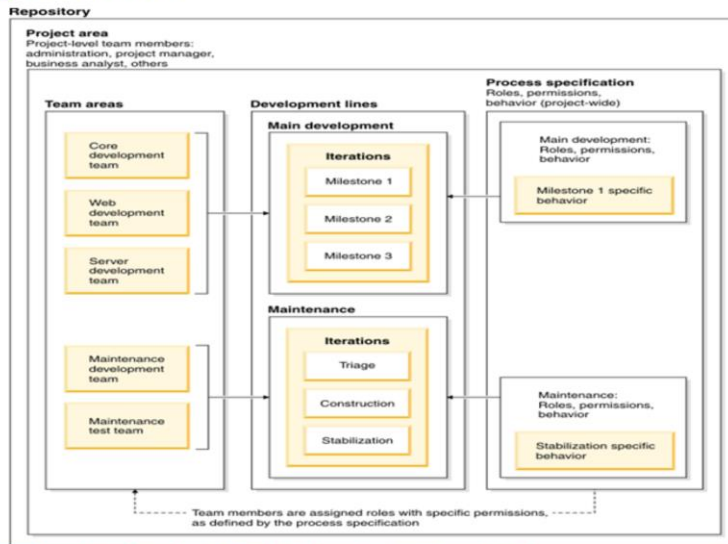 Repository
Project area
Project-level team members:
administration, project manager,
business analyst, others
Team areas
Core
development
team
Web
development
team
Server
development
team
Maintenance
development
team
Maintenance
test team
Development lines
Main development
Iterations
Milestone 1
Milestone 2
Milestone 3
Maintenance
Iterations
Triage
Construction
Stabilization
Process specification
Roles, permissions,
behavior (project-wide)
Main development:
Roles, permissions,
behavior
Milestone 1 specific
behavior
Maintenance:
Roles, permissions,
behavior
Stabilization specific
behavior
Team members are assigned roles with specific permissions,
as defined by the process specification